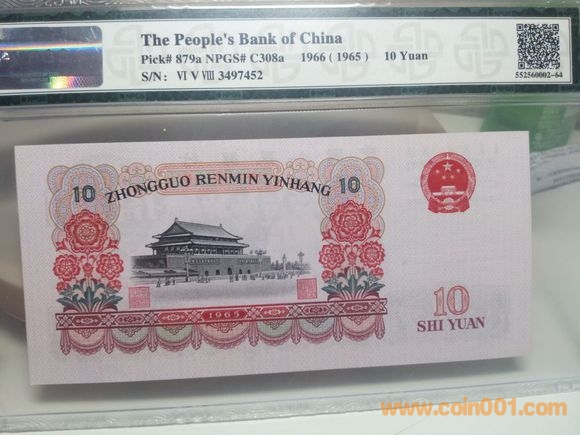 The People's Bank of China
Pick# 879a NPGS# C308a 1966 (1965) 10 Yuan
S/N: VI V VIII 3497452
552560002-64
10 ZHONGGUO RENMIN YINHANG 10
1965
10
SHI YUAN
www.coin001.com